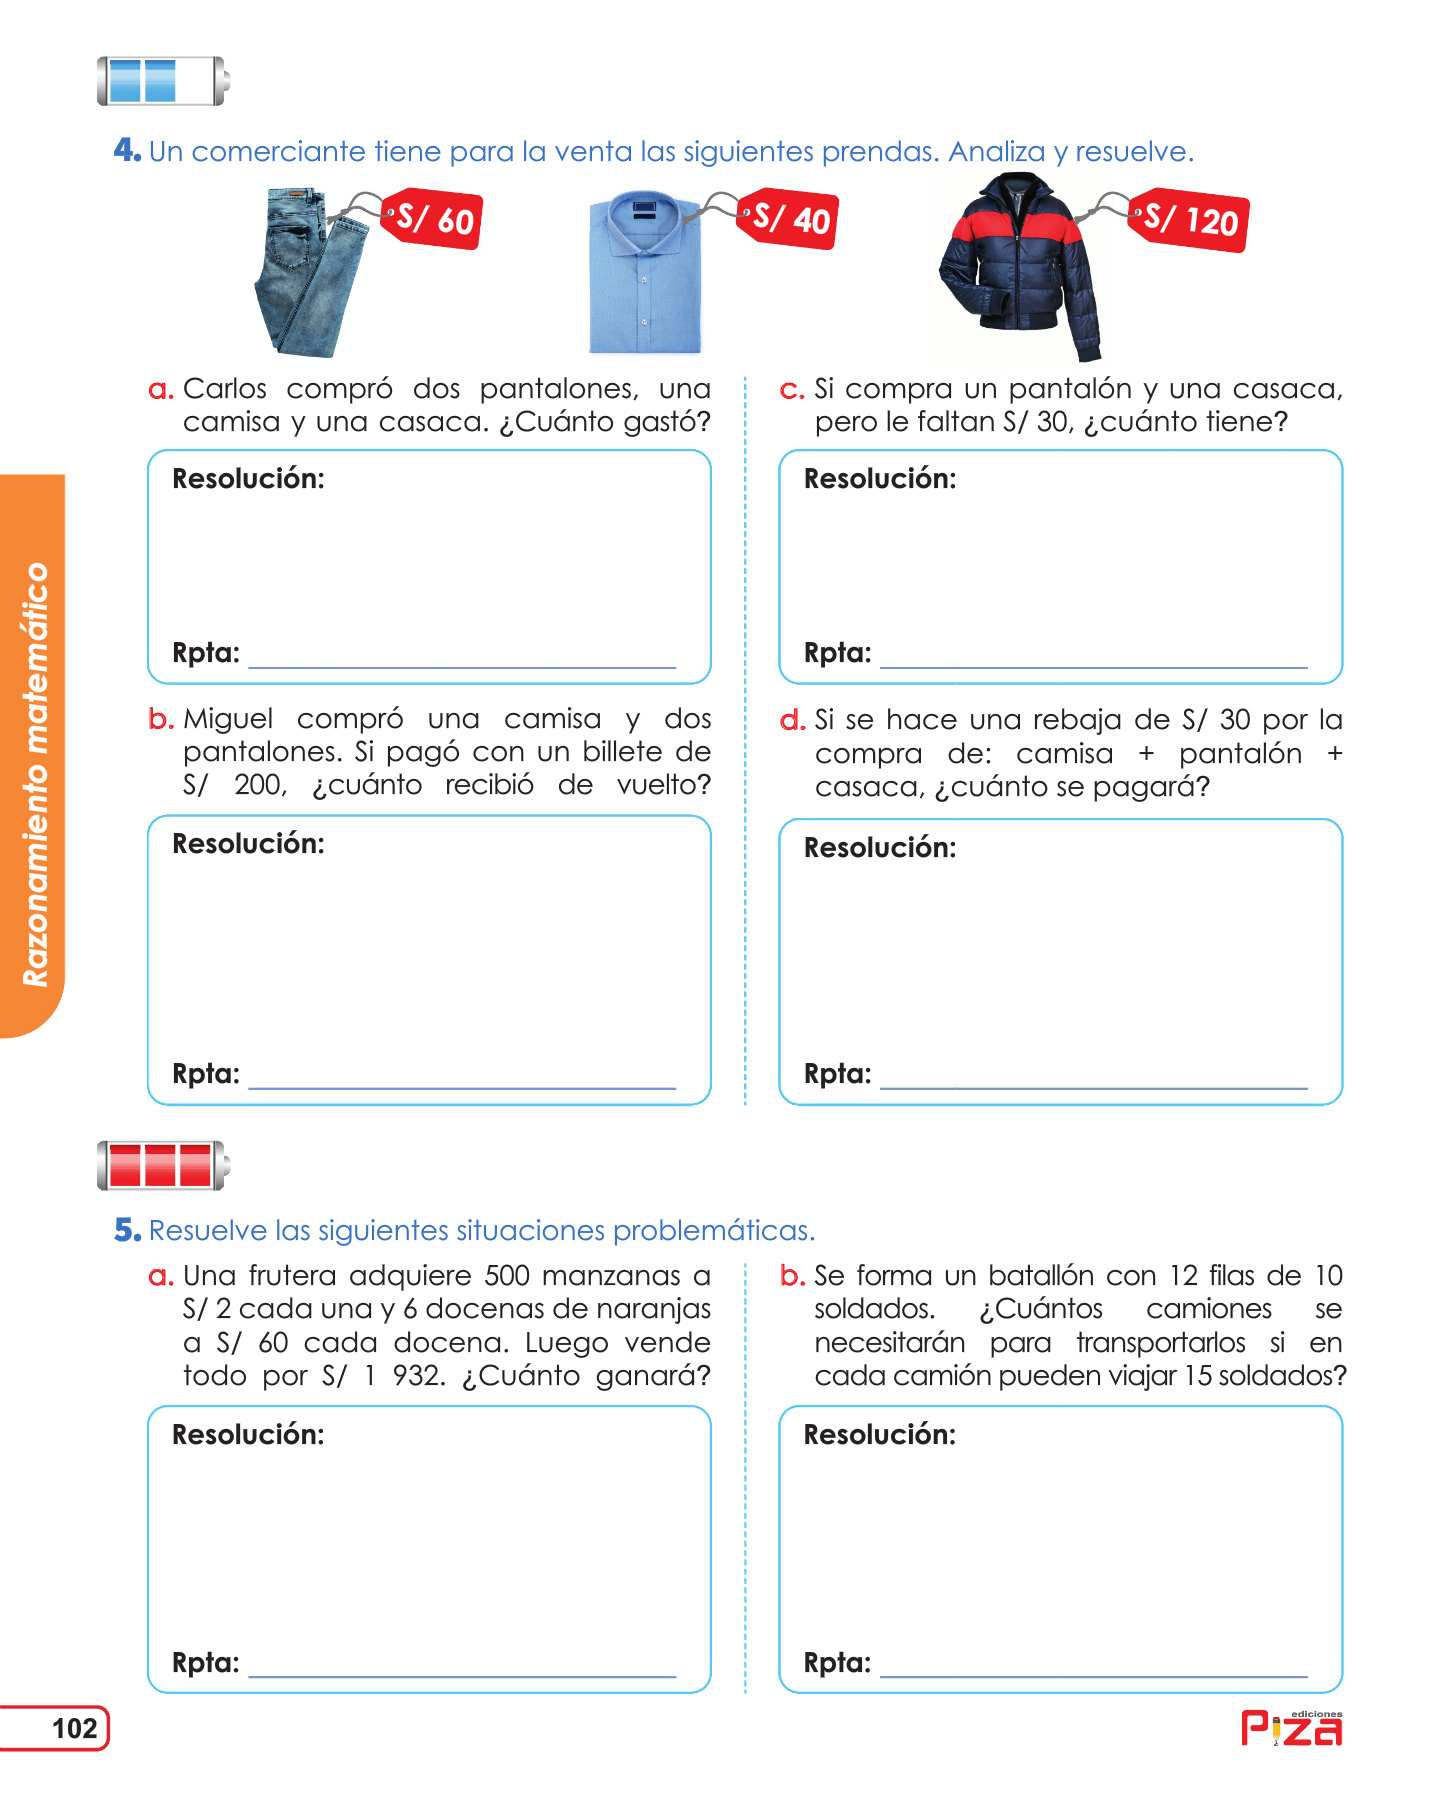 4. Un comerciante tiene para la venta las siguientes prendas. Analiza y resuelve.
S/ 60
S/ 40
S/ 120
a. Carlos compró dos pantalones, una
camisa y una casaca. ¿Cuánto gastó?
Resolución:
Rpta:
b. Miguel compró una camisa y dos
pantalones. Si pagó con un billete de
S/ 200, ¿cuánto recibió de vuelto?
Resolución:
Rpta:
c. Si compra un pantalón y una casaca,
pero le faltan S/ 30, ¿cuánto tiene?
Resolución:
Rpta:
d. Si se hace una rebaja de S/ 30 por la
compra de: camisa + pantalón +
casaca, ¿cuánto se pagará?
Resolución:
Rpta:
Razonamiento matemático
5. Resuelve las siguientes situaciones problemáticas.
a. Una frutera adquiere 500 manzanas a
S/ 2 cada una y 6 docenas de naranjas
a S/ 60 cada docena. Luego vende
todo por S/ 1 932. ¿Cuánto ganará?
Resolución:
Rpta:
b. Se forma un batallón con 12 filas de 10
soldados. ¿Cuántos camiones se
necesitarán para transportarlos si en
cada camión pueden viajar 15 soldados?
Resolución:
Rpta:
102
ediciones
Piza